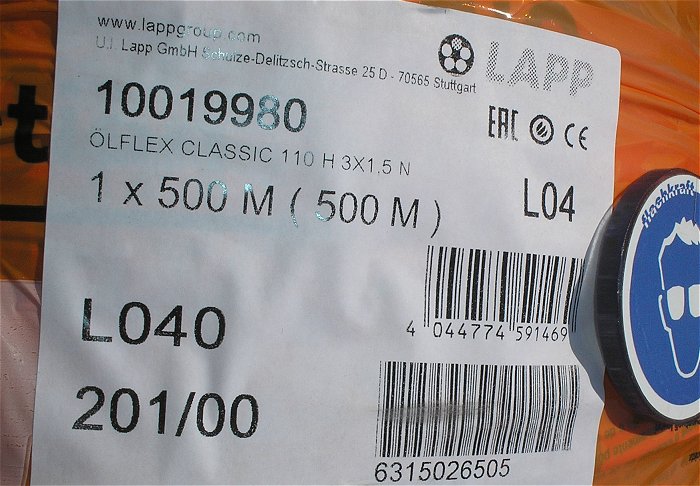 www.lappgroup.com
U.I. Lapp GmbH Schulze-Delitzsch-Strasse 25 D - 70565 Stuttgart
LAPP
10019980
EAC CE
ÖLFLEX CLASSIC 110 H 3X1,5 N
1 x 500 M ( 500 M )
L04
L040
4 044774 591469
201/00
6315026505
flachkraft